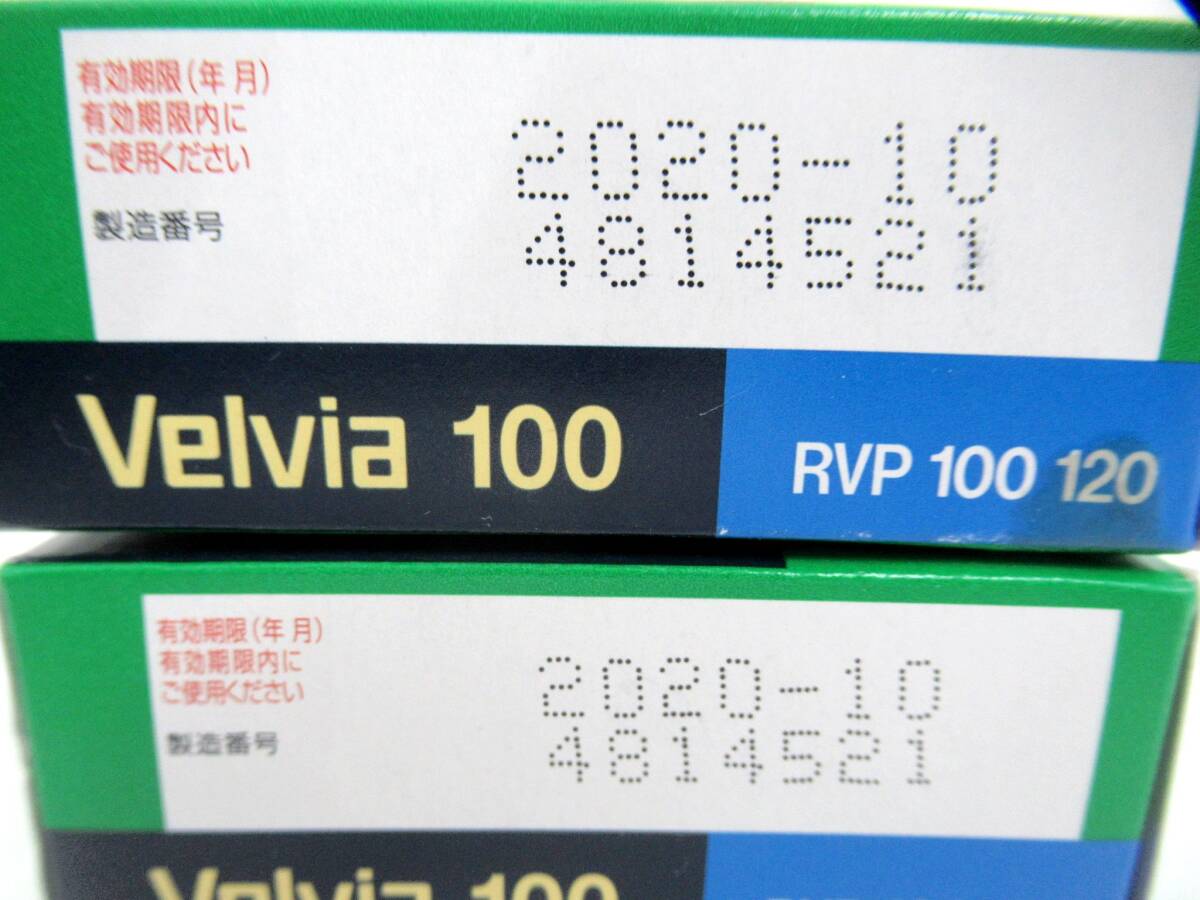 有効期限(年 月)
有効期限内に
ご使用ください
2020-10
製造番号
4814521
Velvia 100
RVP 100 120
有効期限(年 月)
有効期限内に
ご使用ください
2020-10
製造番号
4814521
Velvia 100